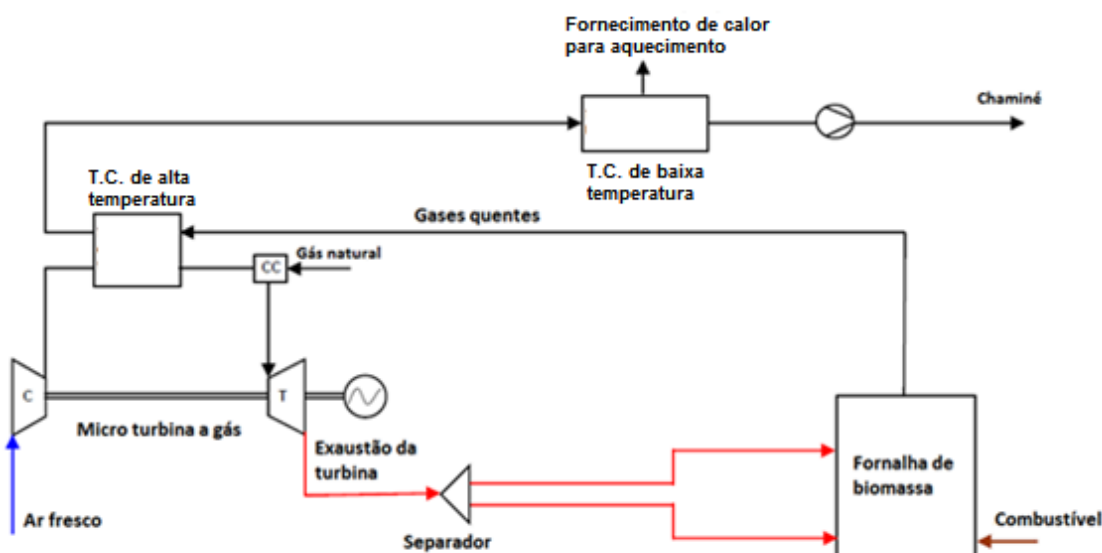 Fornecimento de calor
para aquecimento
Chaminé
T.C. de baixa
temperatura
T.C. de alta
temperatura
Gases quentes
Gás natural
CC
C
T
Micro turbina a gás
Exaustão da
turbina
Fornalha de
biomassa
Ar fresco
Separador
Combustível